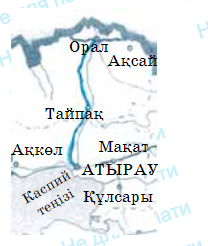 Орал
Ақсай
Тайпақ
Ақкөл
Мақат
АТЫРАУ
Каспий
теңізі
Құлсары